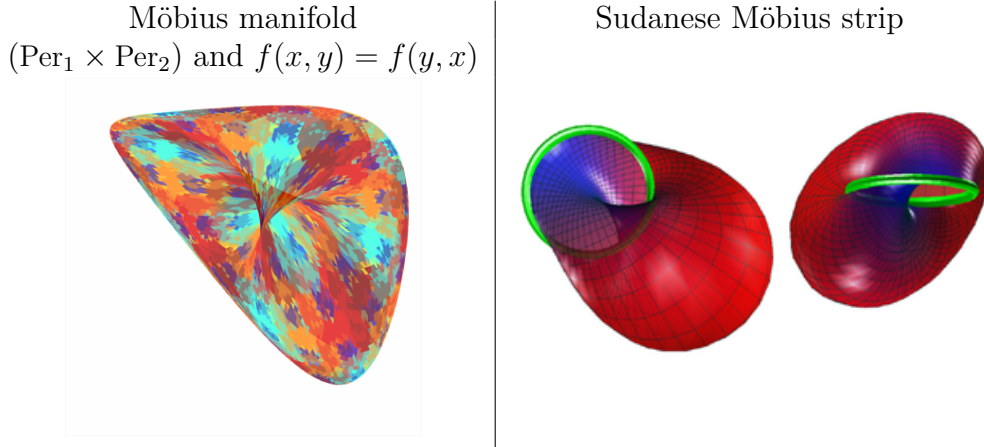 Möbius manifold
(Per₁ × Per₂) and f(x, y) = f(y, x)
Sudanese Möbius strip